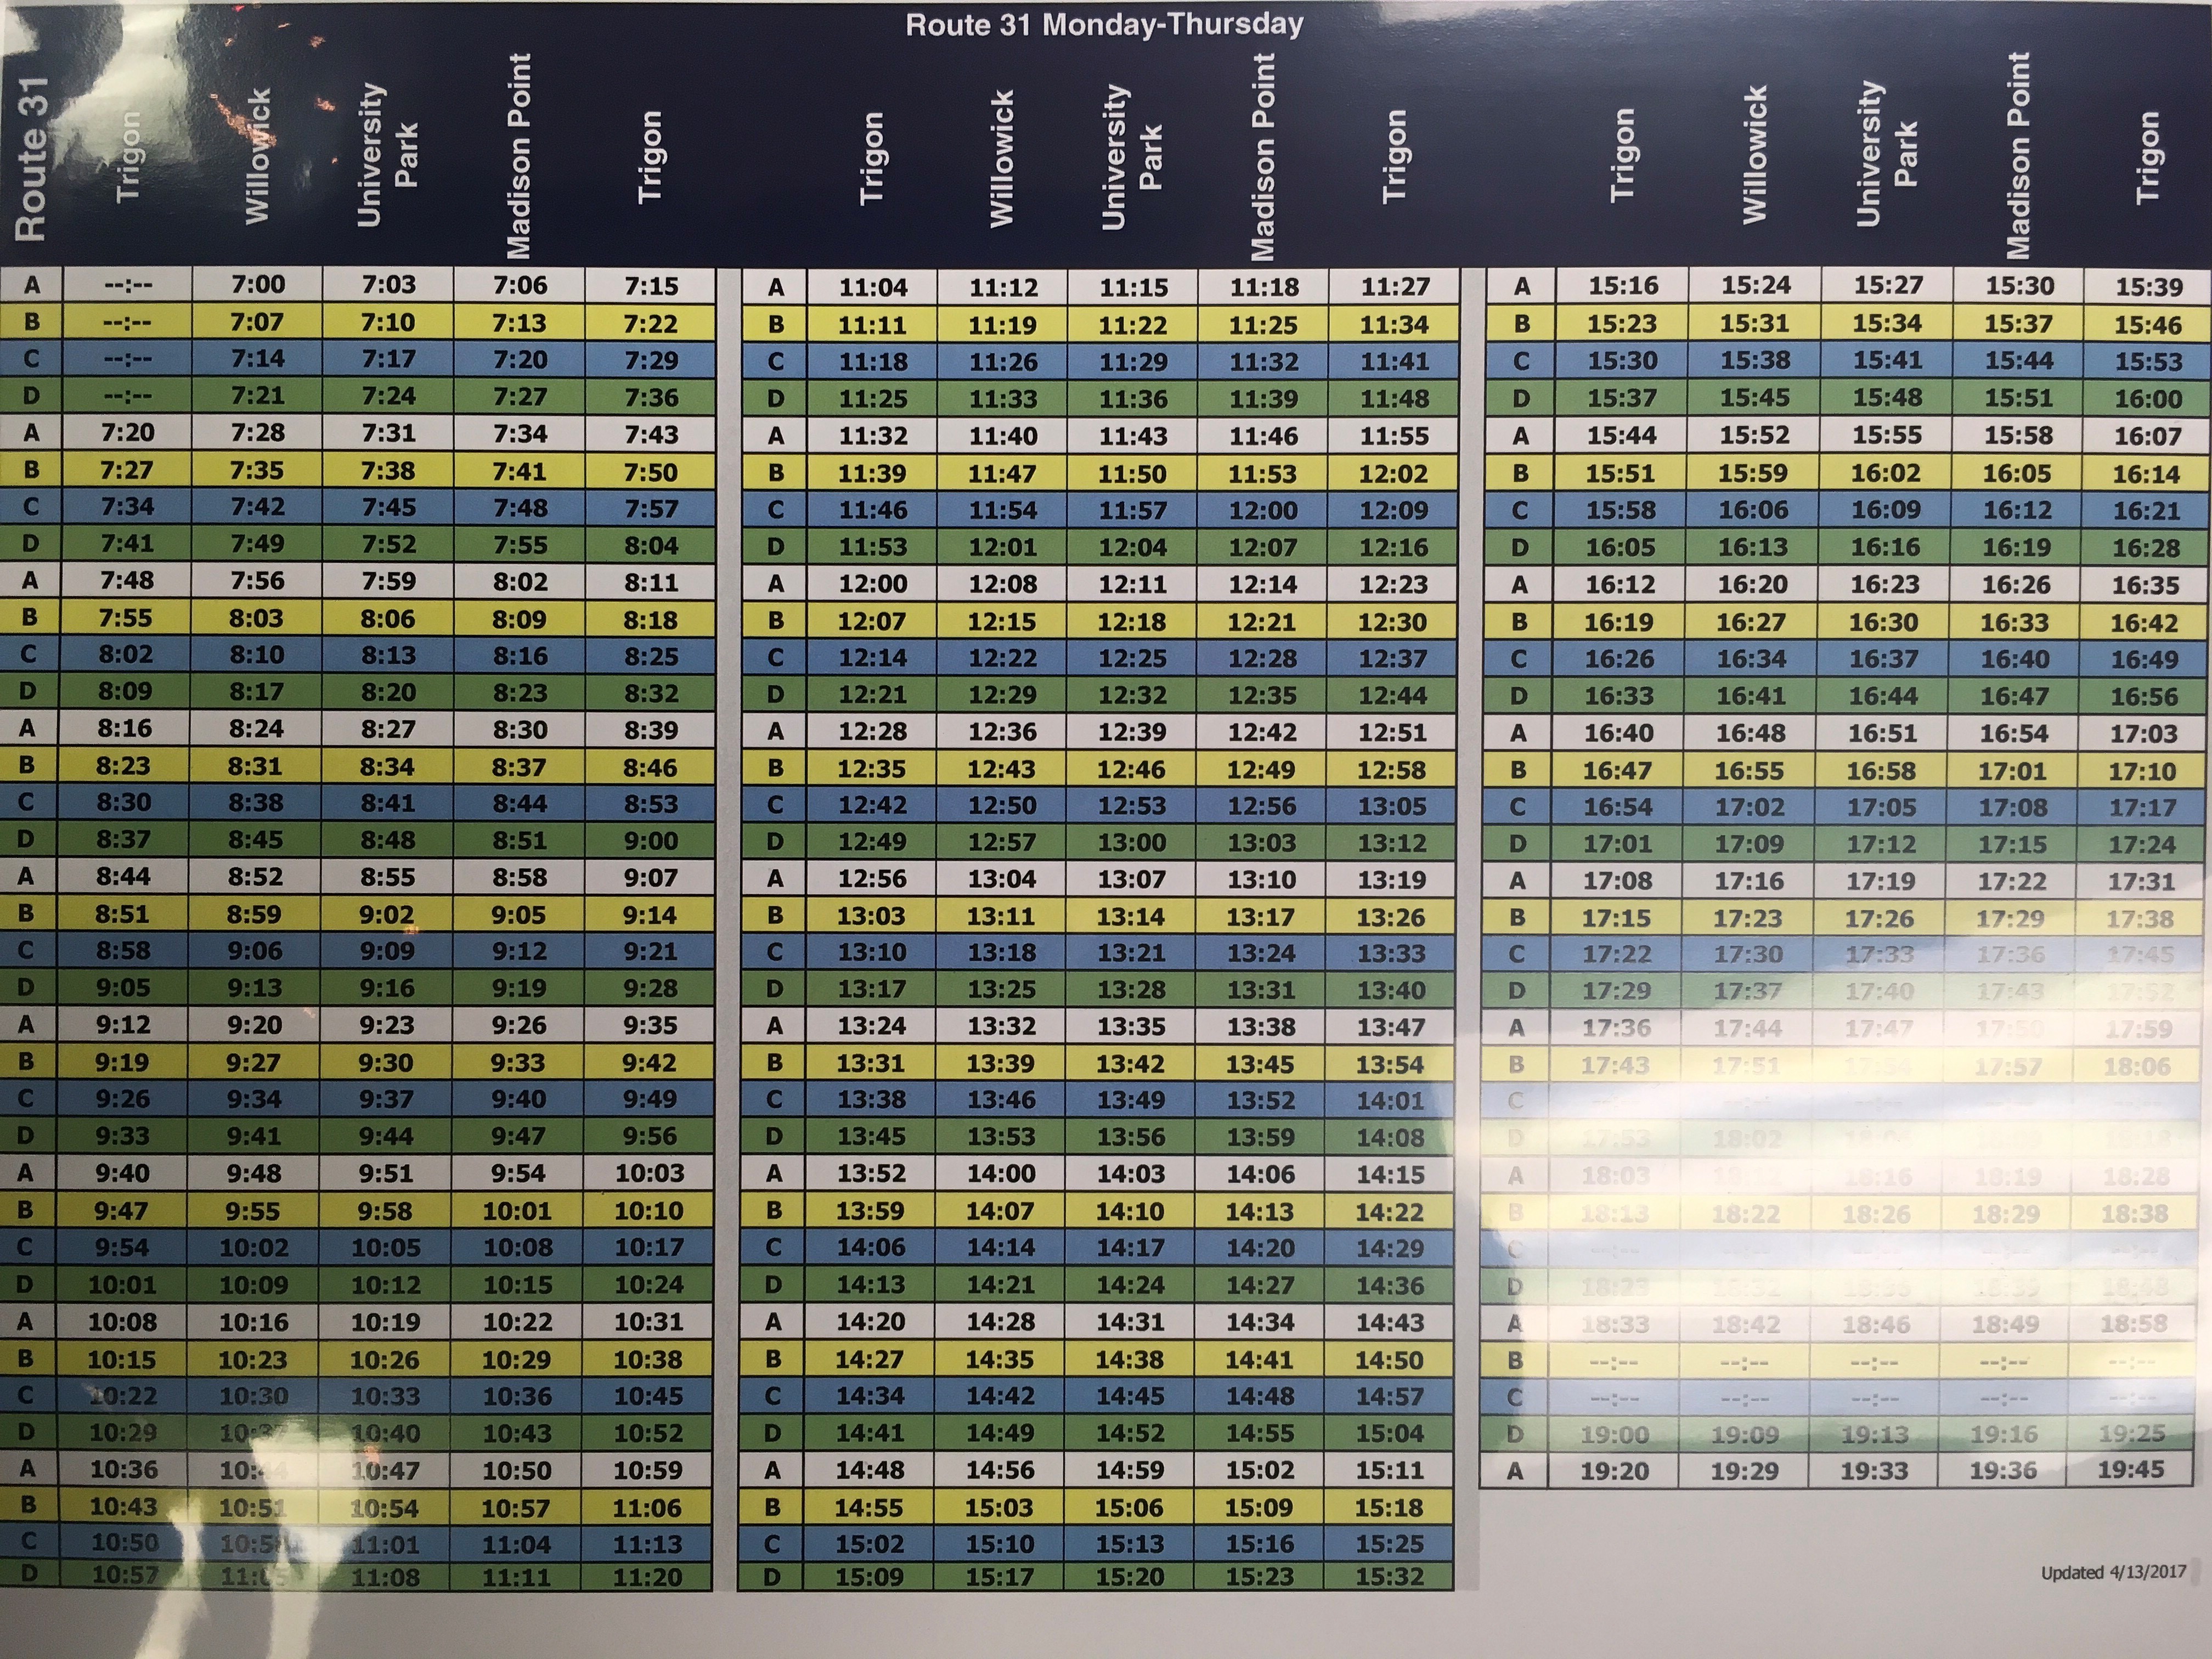 Route 31 Monday-Thursday
Route 31 Trigon Willowick University Park Madison Point Trigon Trigon Willowick University Park Madison Point Trigon Trigon Willowick University Park Madison Point Trigon
A --:-- 7:00 7:03 7:06 7:15 A 11:04 11:12 11:15 11:18 11:27 A 15:16 15:24 15:27 15:30 15:39
B --:-- 7:07 7:10 7:13 7:22 B 11:11 11:19 11:22 11:25 11:34 B 15:23 15:31 15:34 15:37 15:46
C --:-- 7:14 7:17 7:20 7:29 C 11:18 11:26 11:29 11:32 11:41 C 15:30 15:38 15:41 15:44 15:53
D --:-- 7:21 7:24 7:27 7:36 D 11:25 11:33 11:36 11:39 11:48 D 15:37 15:45 15:48 15:51 16:00
A 7:20 7:28 7:31 7:34 7:43 A 11:32 11:40 11:43 11:46 11:55 A 15:44 15:52 15:55 15:58 16:07
B 7:27 7:35 7:38 7:41 7:50 B 11:39 11:47 11:50 11:53 12:02 B 15:51 15:59 16:02 16:05 16:14
C 7:34 7:42 7:45 7:48 7:57 C 11:46 11:54 11:57 12:00 12:09 C 15:58 16:06 16:09 16:12 16:21
D 7:41 7:49 7:52 7:55 8:04 D 11:53 12:01 12:04 12:07 12:16 D 16:05 16:13 16:16 16:19 16:28
A 7:48 7:56 7:59 8:02 8:11 A 12:00 12:08 12:11 12:14 12:23 A 16:12 16:20 16:23 16:26 16:35
B 7:55 8:03 8:06 8:09 8:18 B 12:07 12:15 12:18 12:21 12:30 B 16:19 16:27 16:30 16:33 16:42
C 8:02 8:10 8:13 8:16 8:25 C 12:14 12:22 12:25 12:28 12:37 C 16:26 16:34 16:37 16:40 16:49
D 8:09 8:17 8:20 8:23 8:32 D 12:21 12:29 12:32 12:35 12:44 D 16:33 16:41 16:44 16:47 16:56
A 8:16 8:24 8:27 8:30 8:39 A 12:28 12:36 12:39 12:42 12:51 A 16:40 16:48 16:51 16:54 17:03
B 8:23 8:31 8:34 8:37 8:46 B 12:35 12:43 12:46 12:49 12:58 B 16:47 16:55 16:58 17:01 17:10
C 8:30 8:38 8:41 8:44 8:53 C 12:42 12:50 12:53 12:56 13:05 C 16:54 17:02 17:05 17:08 17:17
D 8:37 8:45 8:48 8:51 9:00 D 12:49 12:57 13:00 13:03 13:12 D 17:01 17:09 17:12 17:15 17:24
A 8:44 8:52 8:55 8:58 9:07 A 12:56 13:04 13:07 13:10 13:19 A 17:08 17:16 17:19 17:22 17:31
B 8:51 8:59 9:02 9:05 9:14 B 13:03 13:11 13:14 13:17 13:26 B 17:15 17:23 17:26 17:29 17:38
C 8:58 9:06 9:09 9:12 9:21 C 13:10 13:18 13:21 13:24 13:33 C 17:22 17:30 17:33 17:36 17:45
D 9:05 9:13 9:16 9:19 9:28 D 13:17 13:25 13:28 13:31 13:40 D 17:29 17:37 17:40 17:43 17:52
A 9:12 9:20 9:23 9:26 9:35 A 13:24 13:32 13:35 13:38 13:47 A 17:36 17:44 17:47 17:59
B 9:19 9:27 9:30 9:33 9:42 B 13:31 13:39 13:42 13:45 13:54 B 17:43 17:51 17:57 18:06
C 9:26 9:34 9:37 9:40 9:49 C 13:38 13:46 13:49 13:52 14:01 C --:-- --:-- --:-- --:-- --:--
D 9:33 9:41 9:44 9:47 9:56 D 13:45 13:53 13:56 13:59 14:08 D 17:53 18:02
A 9:40 9:48 9:51 9:54 10:03 A 13:52 14:00 14:03 14:06 14:15 A 18:03 18:16 18:19 18:28
B 9:47 9:55 9:58 10:01 10:10 B 13:59 14:07 14:10 14:13 14:22 B 18:13 18:22 18:26 18:29 18:38
C 9:54 10:02 10:05 10:08 10:17 C 14:06 14:14 14:17 14:20 14:29 C --:-- --:-- --:-- --:-- --:--
D 10:01 10:09 10:12 10:15 10:24 D 14:13 14:21 14:24 14:27 14:36 D 18:23
A 10:08 10:16 10:19 10:22 10:31 A 14:20 14:28 14:31 14:34 14:43 A 18:33 18:42 18:46 18:49 18:58
B 10:15 10:23 10:26 10:29 10:38 B 14:27 14:35 14:38 14:41 14:50 B --:-- --:-- --:-- --:-- --:--
C 10:22 10:30 10:33 10:36 10:45 C 14:34 14:42 14:45 14:48 14:57 C --:-- --:-- --:-- --:-- --:--
D 10:29 10:40 10:43 10:52 D 14:41 14:49 14:52 14:55 15:04 D 19:00 19:09 19:13 19:16 19:25
A 10:36 10:47 10:50 10:59 A 14:48 14:56 14:59 15:02 15:11 A 19:20 19:29 19:33 19:36 19:45
B 10:43 10:51 10:54 10:57 11:06 B 14:55 15:03 15:06 15:09 15:18
C 10:50 11:01 11:04 11:13 C 15:02 15:10 15:13 15:16 15:25
D 10:57 11:08 11:11 11:20 D 15:09 15:17 15:20 15:23 15:32
Updated 4/13/2017